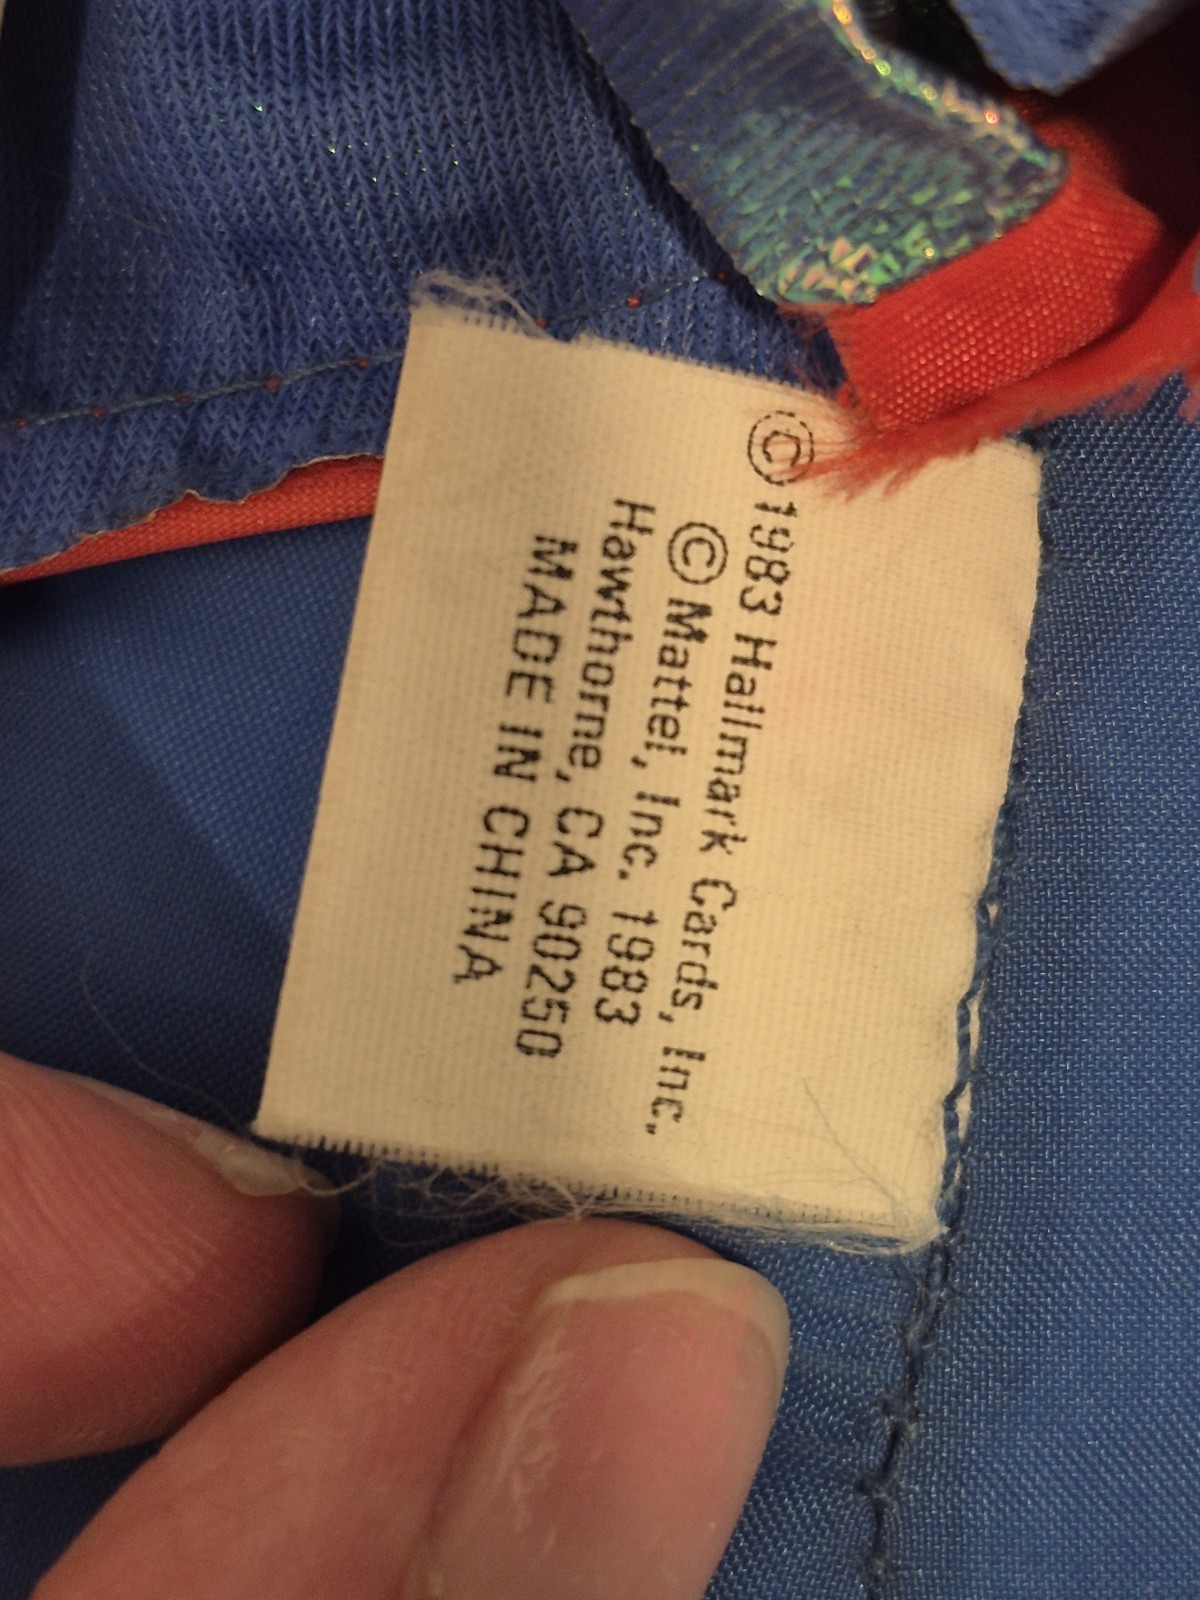 © 1983 Hallmark Cards, Inc.
© Mattel, Inc. 1983
Hawthorne, CA 90250
MADE IN CHINA